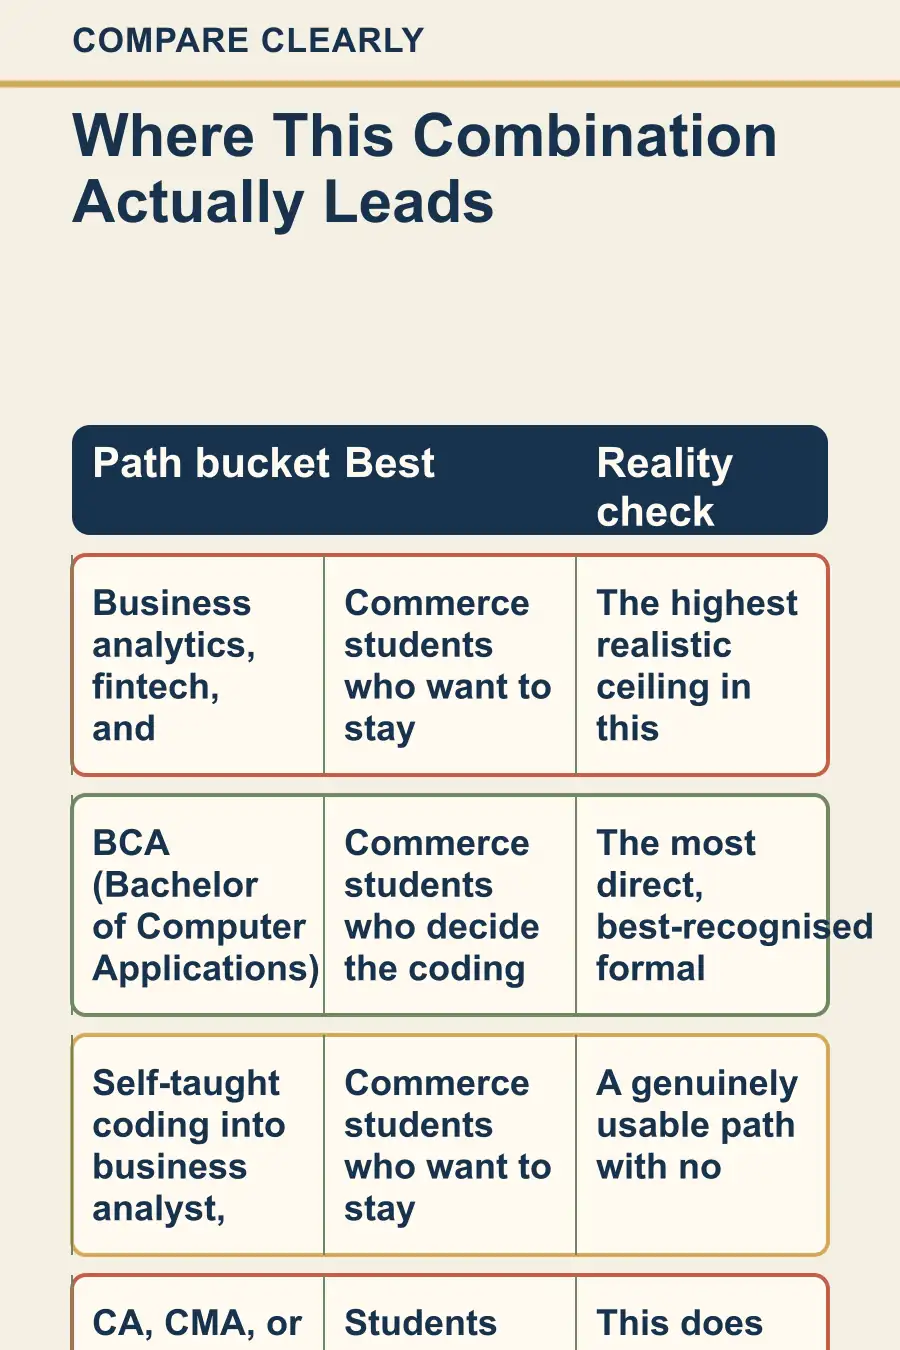 COMPARE CLEARLY
Where This Combination
Actually Leads
Path bucket Best Reality
check
Business
analytics,
fintech,
and
Commerce
students
who want to
stay
The highest
realistic
ceiling in
this
BCA
(Bachelor
of Computer
Applications)
Commerce
students
who decide
the coding
The most
direct,
best-recognised
formal
Self-taught
coding into
business
analyst,
Commerce
students
who want to
stay
A genuinely
usable path
with no
CA, CMA, or
Students
This does